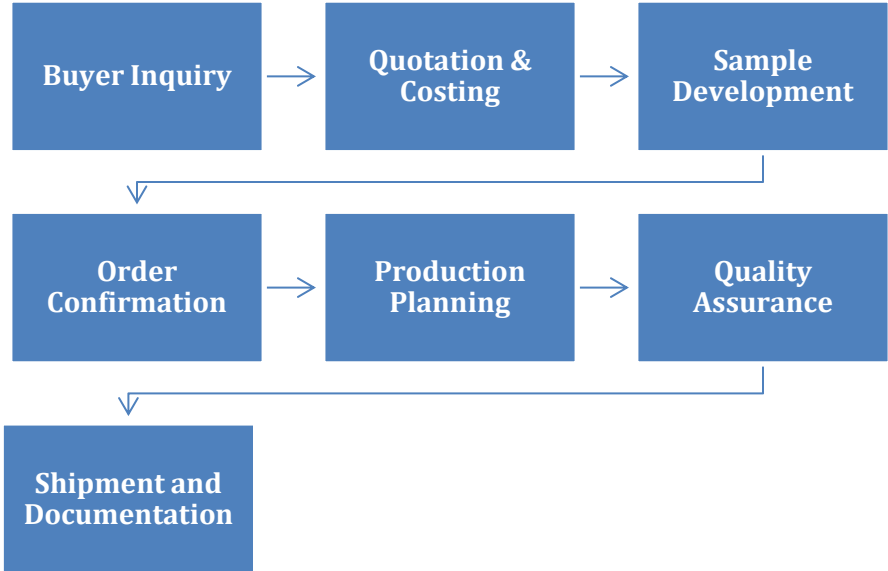 Buyer Inquiry
Quotation &
Costing
Sample
Development
Order
Confirmation
Production
Planning
Quality
Assurance
Shipment and
Documentation